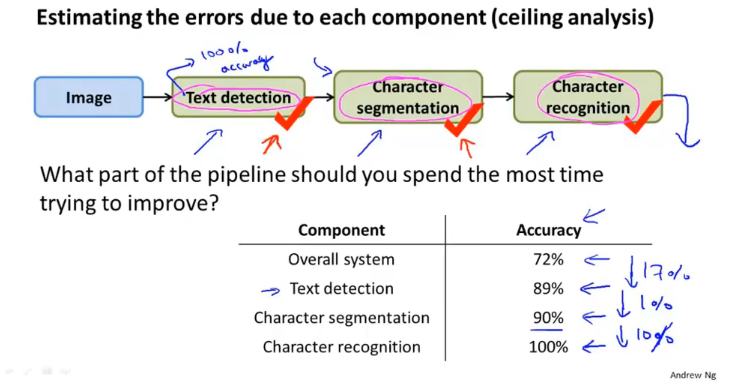 Estimating the errors due to each component (ceiling analysis)
100% accuracy
Image
Text detection
Character segmentation
Character recognition
What part of the pipeline should you spend the most time
trying to improve?
Component Accuracy
Overall system 72%
17%
Text detection 89%
1%
Character segmentation 90%
10%
Character recognition 100%
Andrew Ng